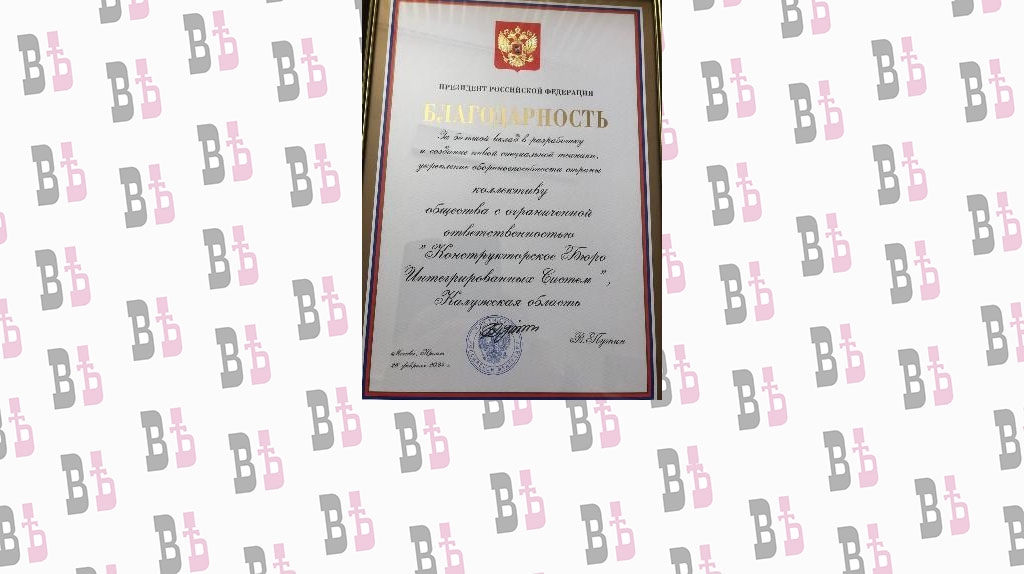 ПРЕЗИДЕНТ РОССИЙСКОЙ ФЕДЕРАЦИИ
БЛАГОДАРНОСТЬ
За большой вклад в разработку
и создание новой специальной техники,
укрепление обороноспособности страны
коллективу
общества с ограниченной
ответственностью
"Конструкторское Бюро
Интегрированных Систем",
Калужская область
В.Путин
Москва, Кремль
февраля